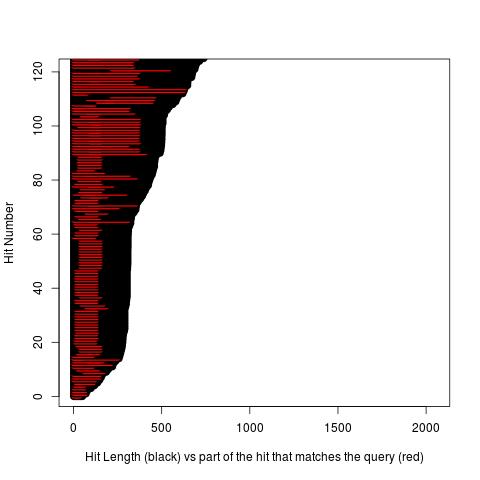 120
100
80
60
40
20
0
Hit Number
0 500 1000 1500 2000
Hit Length (black) vs part of the hit that matches the query (red)